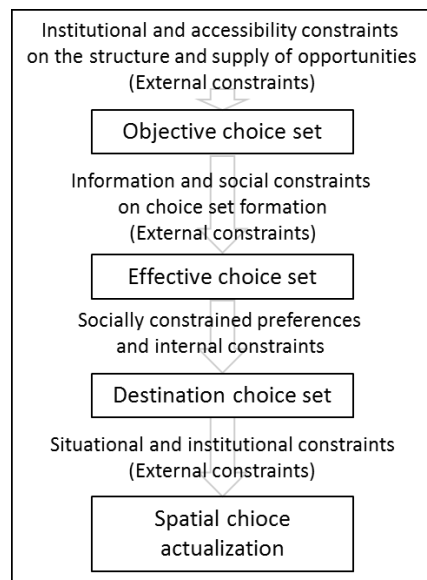 Institutional and accessibility constraints
on the structure and supply of opportunities
(External constraints)
Objective choice set
Information and social constraints
on choice set formation
(External constraints)
Effective choice set
Socially constrained preferences
and internal constraints
Destination choice set
Situational and institutional constraints
(External constraints)
Spatial chioce
actualization